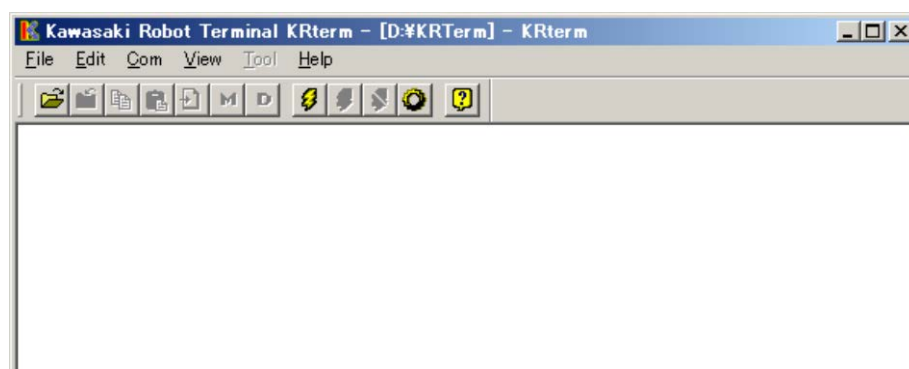 Kawasaki Robot Terminal KRterm - [D:¥KRTerm] - KRterm
File Edit Com View Tool Help
M D